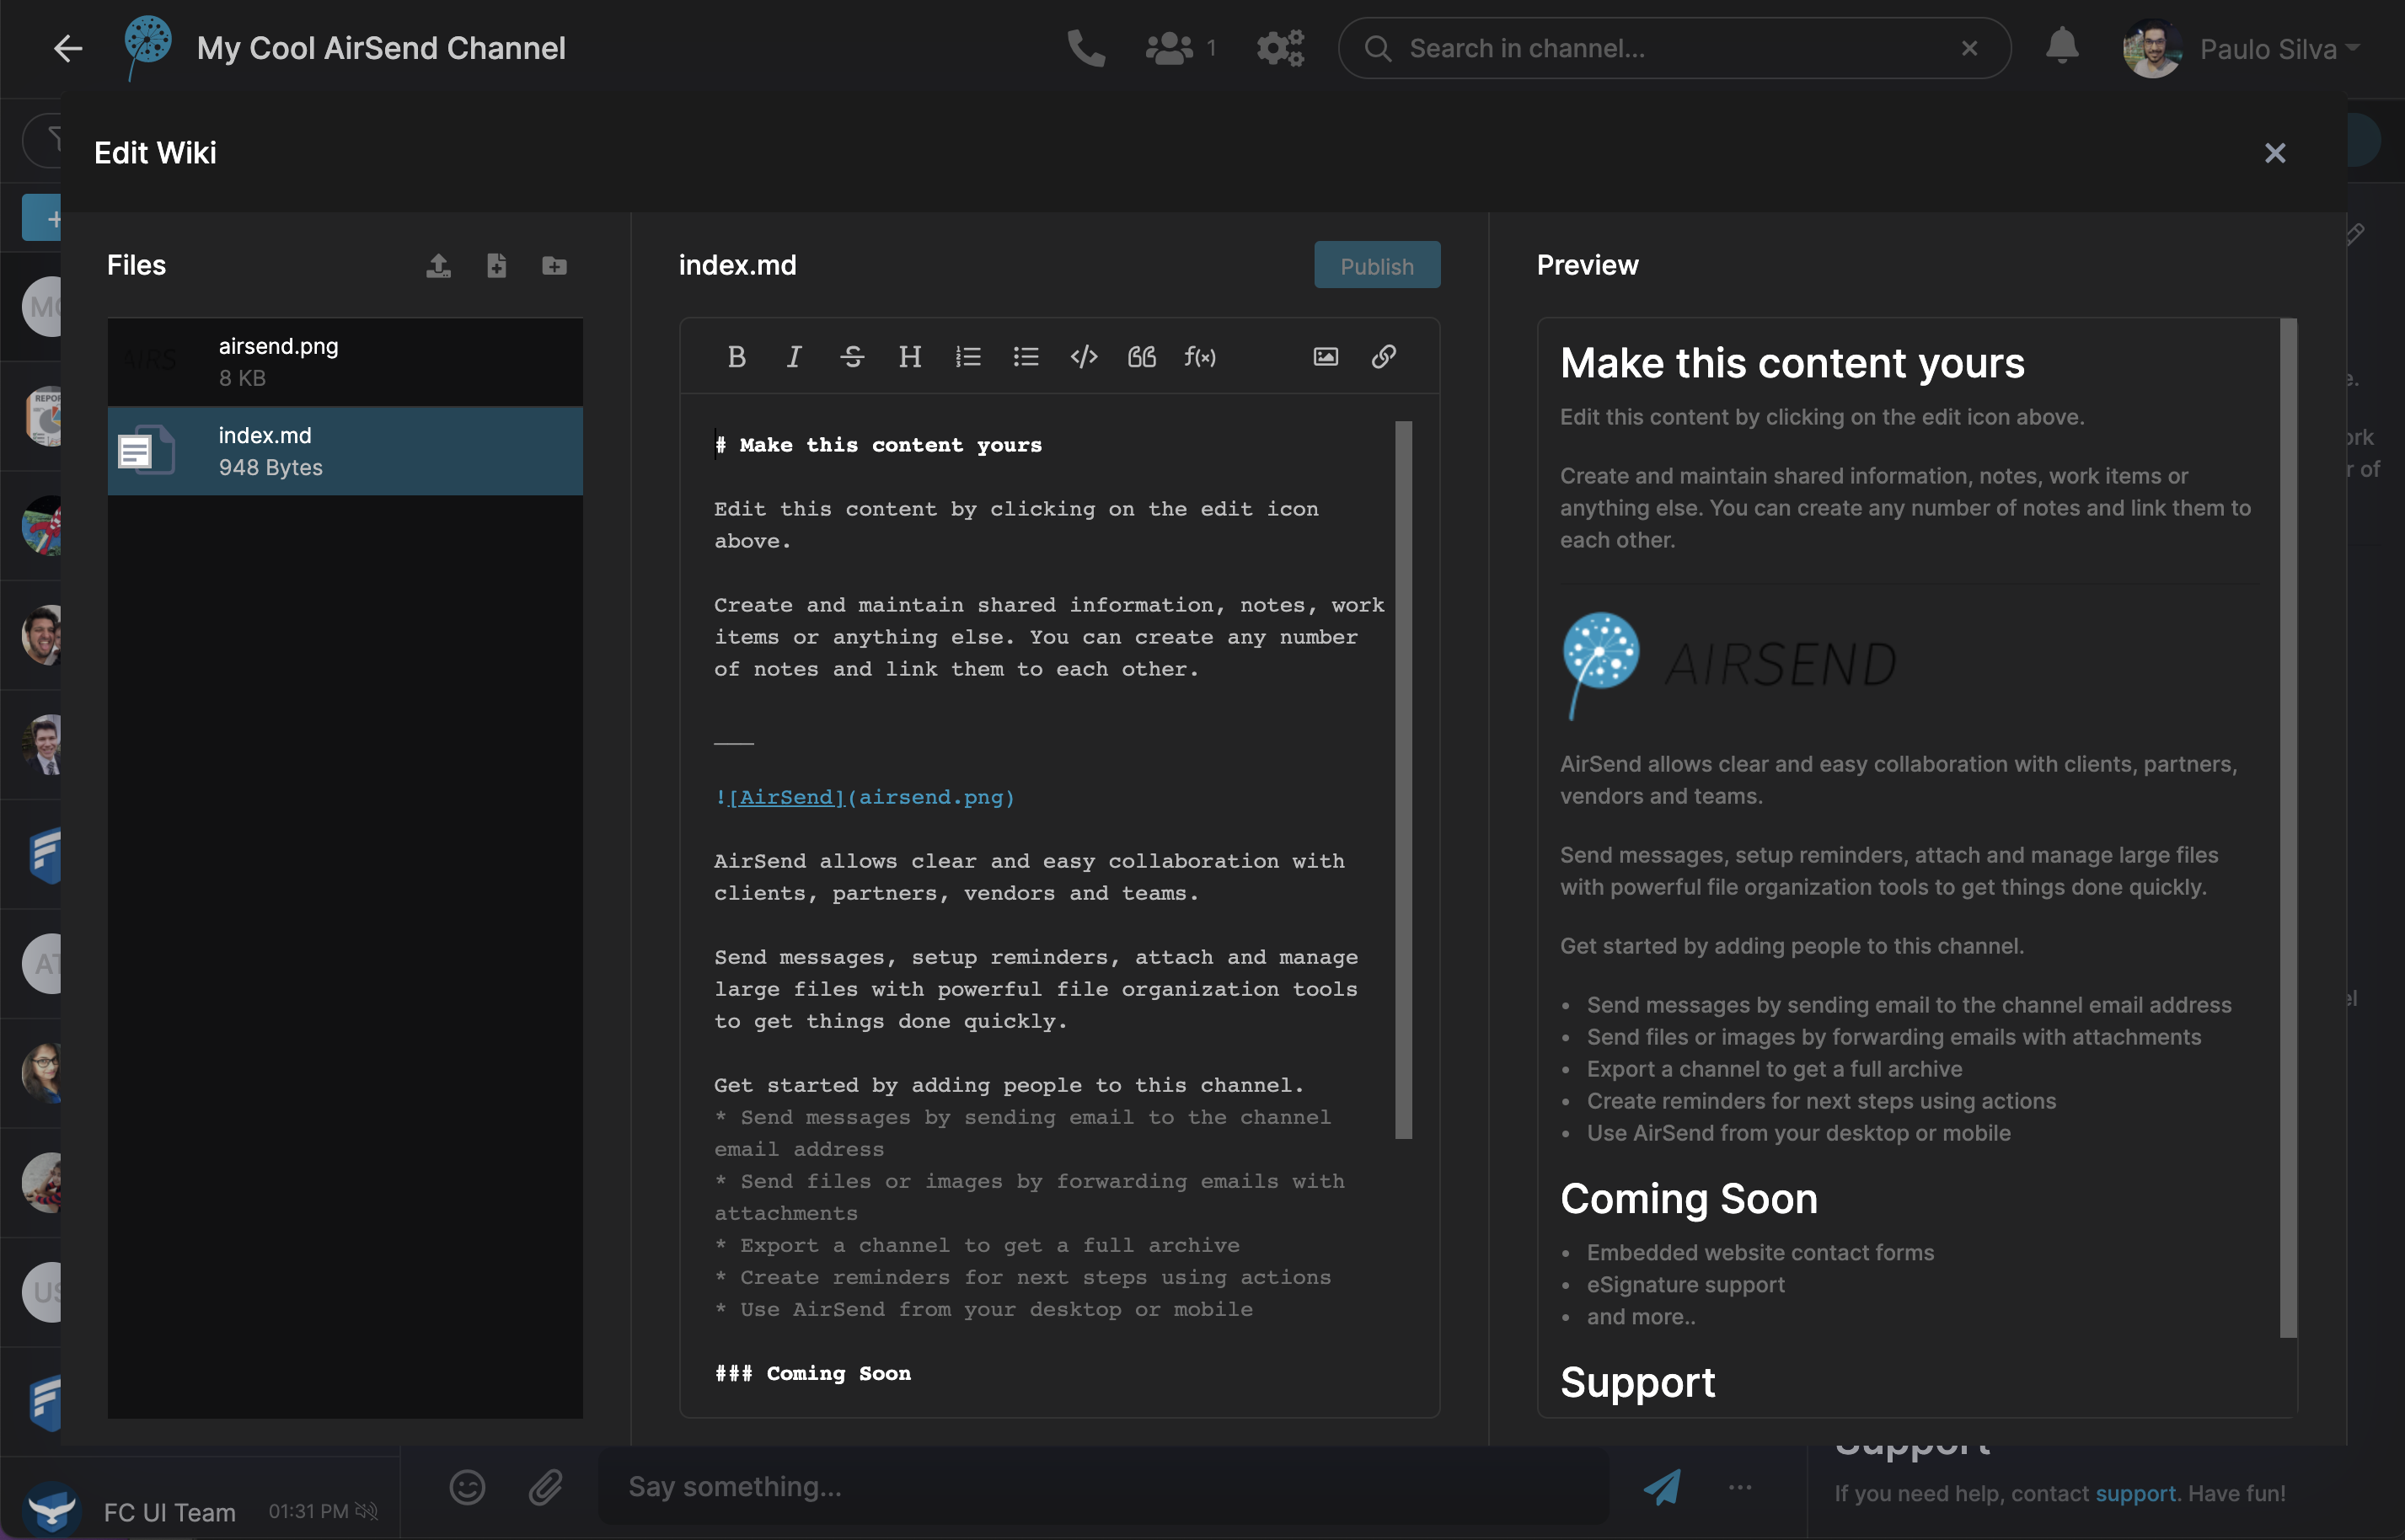 My Cool AirSend Channel
1
Search in channel...
Paulo Silva
Edit Wiki
Files
airsend.png
8 KB
index.md
948 Bytes
index.md
Publish
B I S H </> f(x)
# Make this content yours
Edit this content by clicking on the edit icon
above.
Create and maintain shared information, notes, work
items or anything else. You can create any number
of notes and link them to each other.
___
![AirSend](airsend.png)
AirSend allows clear and easy collaboration with
clients, partners, vendors and teams.
Send messages, setup reminders, attach and manage
large files with powerful file organization tools
to get things done quickly.
Get started by adding people to this channel.
* Send messages by sending email to the channel
email address
* Send files or images by forwarding emails with
attachments
* Export a channel to get a full archive
* Create reminders for next steps using actions
* Use AirSend from your desktop or mobile
### Coming Soon
Preview
Make this content yours
Edit this content by clicking on the edit icon above.
Create and maintain shared information, notes, work items or
anything else. You can create any number of notes and link them to
each other.
AIRSEND
AirSend allows clear and easy collaboration with clients, partners,
vendors and teams.
Send messages, setup reminders, attach and manage large files
with powerful file organization tools to get things done quickly.
Get started by adding people to this channel.
• Send messages by sending email to the channel email address
• Send files or images by forwarding emails with attachments
• Export a channel to get a full archive
• Create reminders for next steps using actions
• Use AirSend from your desktop or mobile
Coming Soon
• Embedded website contact forms
• eSignature support
• and more..
Support
REPOR
AT
US
FC UI Team
01:31 PM
Say something...
Support
If you need help, contact support. Have fun!